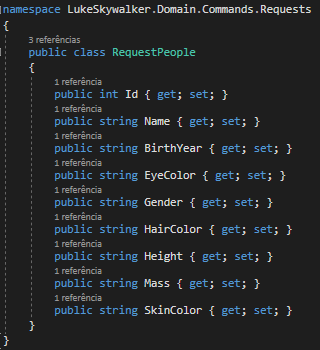 namespace LukeSkywalker.Domain.Commands.Requests
{
3 referências
public class RequestPeople
{
1 referência
public int Id { get; set; }
1 referência
public string Name { get; set; }
1 referência
public string BirthYear { get; set; }
1 referência
public string EyeColor { get; set; }
1 referência
public string Gender { get; set; }
1 referência
public string HairColor { get; set; }
1 referência
public string Height { get; set; }
1 referência
public string Mass { get; set; }
1 referência
public string SkinColor { get; set; }
}
}